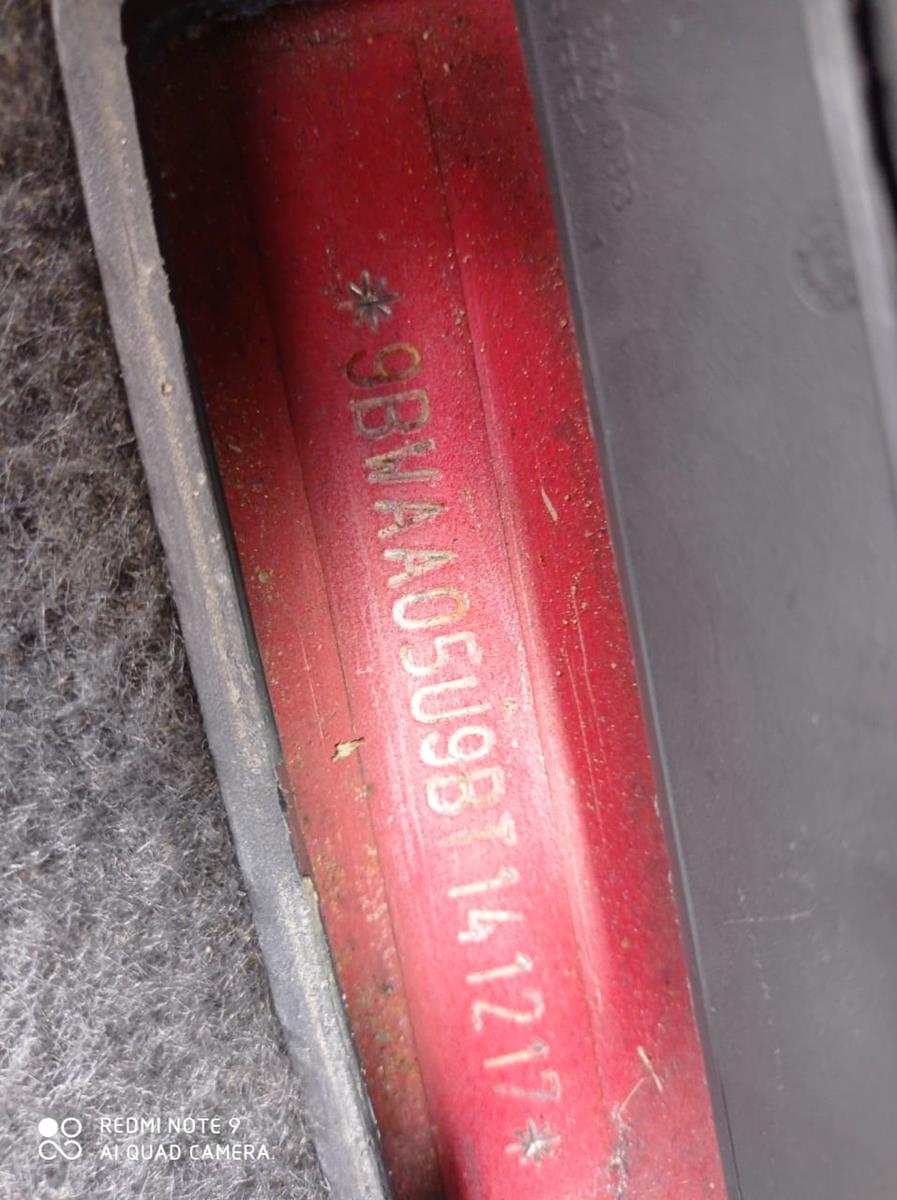 *9BWAA05U9BT141217*
REDMI NOTE 9
AI QUAD CAMERA